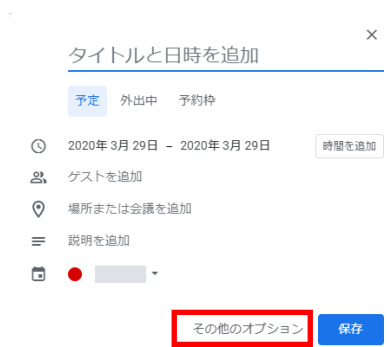 タイトルと日時を追加
予定 外出中 予約枠
2020年 3月 29日 – 2020年 3月 29日 時間を追加
ゲストを追加
場所または会議を追加
説明を追加
その他のオプション 保存